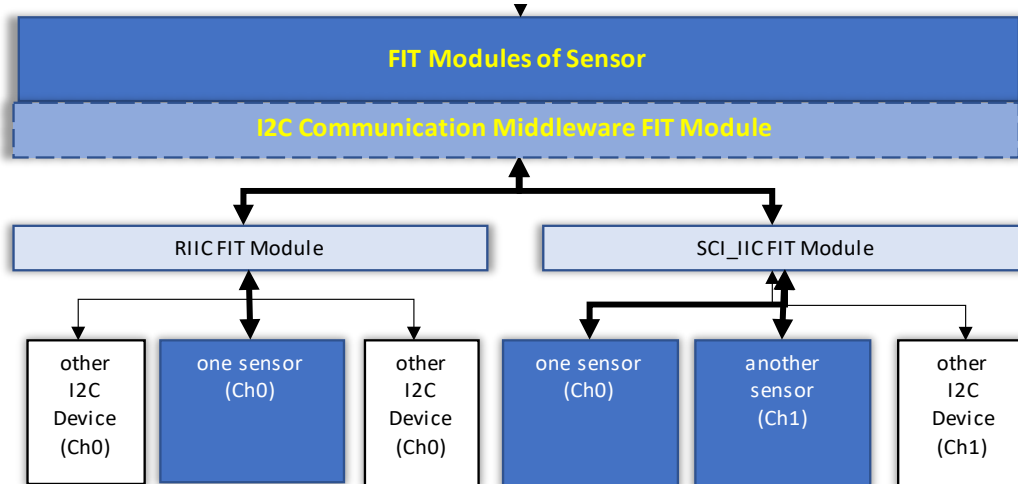 FIT Modules of Sensor
I2C Communication Middleware FIT Module
RIIC FIT Module
SCI_IIC FIT Module
other
I2C
Device
(Ch0)
one sensor
(Ch0)
other
I2C
Device
(Ch0)
one sensor
(Ch0)
another
sensor
(Ch1)
other
I2C
Device
(Ch1)